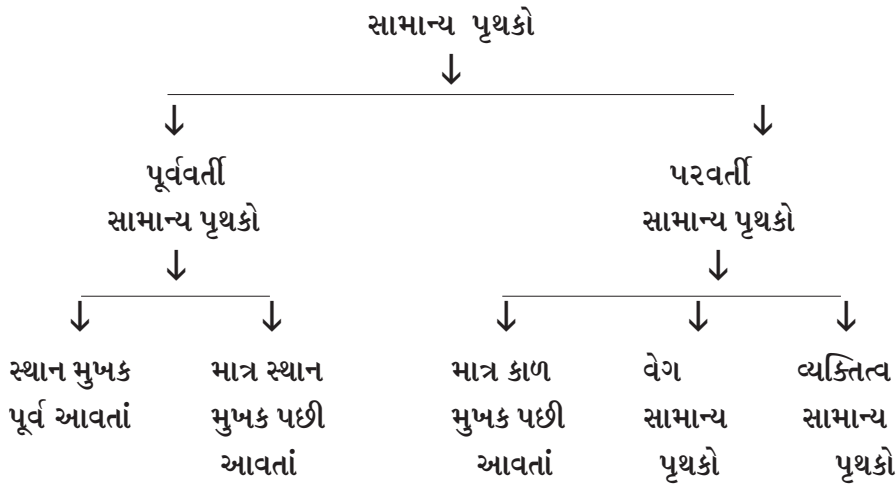 સામાન્ય પૃથકો
પૂર્વવર્તી
સામાન્ય પૃથકો
પરવર્તી
સામાન્ય પૃથકો
સ્થાન મુખક
પૂર્વ આવતાં
માત્ર સ્થાન
મુખક પછી
આવતાં
માત્ર કાળ
મુખક પછી
આવતાં
વેગ
સામાન્ય
પૃથકો
વ્યક્તિત્વ
સામાન્ય
પૃથકો